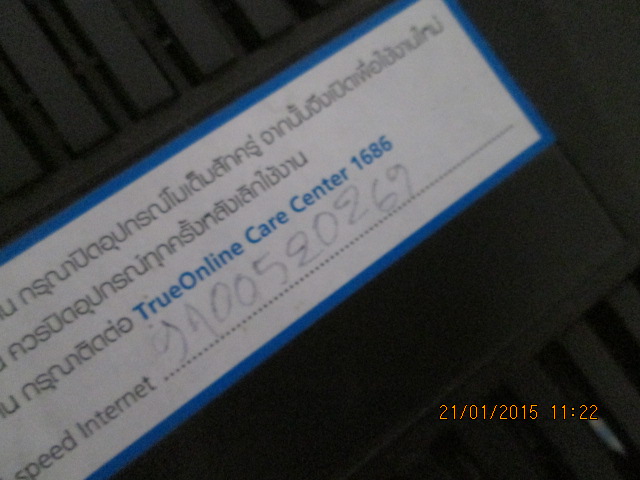 าน กรุณาปิดอุปกรณ์โมเด็มสักครู่ จากนั้นจึงเปิดเพื่อใช้งานใหม่
น ควรปิดอุปกรณ์ทุกครั้งหลังเลิกใช้งาน
าน กรุณาติดต่อ TrueOnline Care Center 1686
speed Internet
21/01/2015 11:22